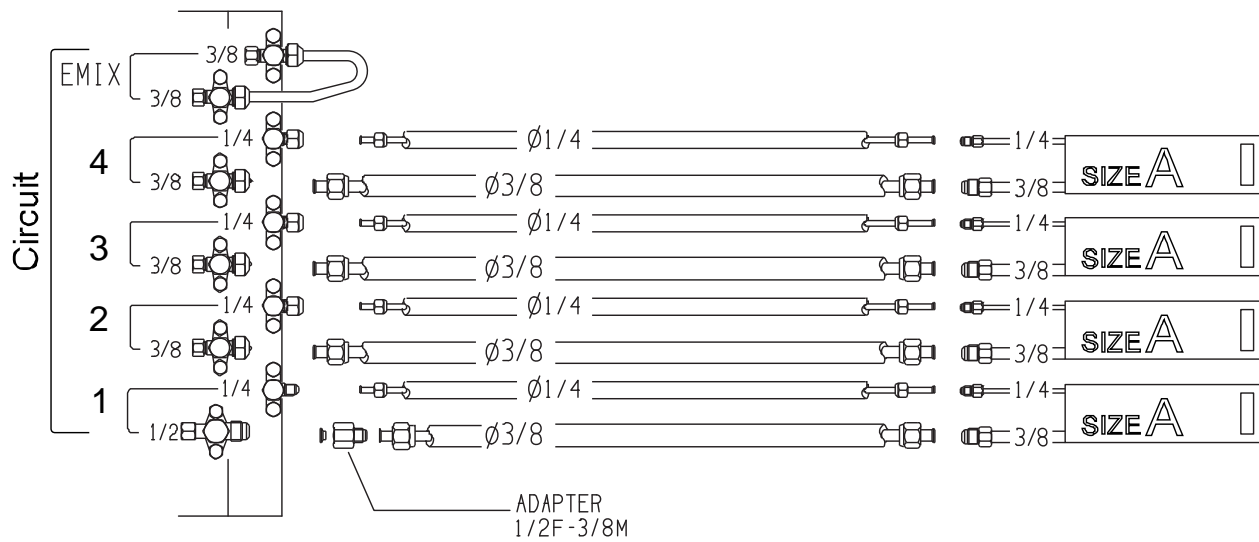 Circuit
EMIX
3/8
3/8
4
1/4
3/8
Ø1/4
Ø3/8
1/4
3/8
SIZE A
3
1/4
3/8
Ø1/4
Ø3/8
1/4
3/8
SIZE A
2
1/4
3/8
Ø1/4
Ø3/8
1/4
3/8
SIZE A
1
1/4
1/2
Ø1/4
Ø3/8
1/4
3/8
SIZE A
ADAPTER
1/2F-3/8M